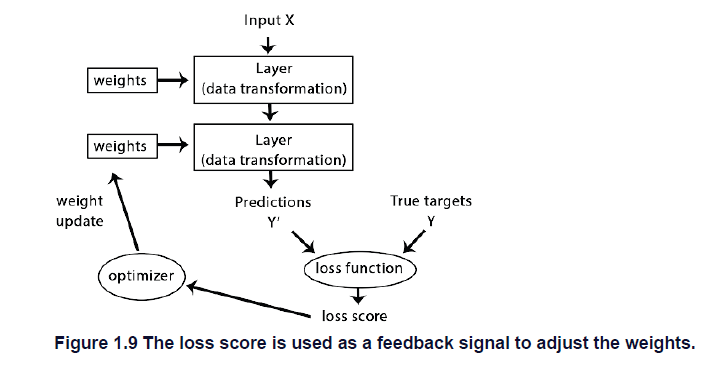 Input X
Layer
(data transformation)
weights
Layer
(data transformation)
weights
weight
update
Predictions
Y'
True targets
Y
loss function
optimizer
loss score
Figure 1.9 The loss score is used as a feedback signal to adjust the weights.